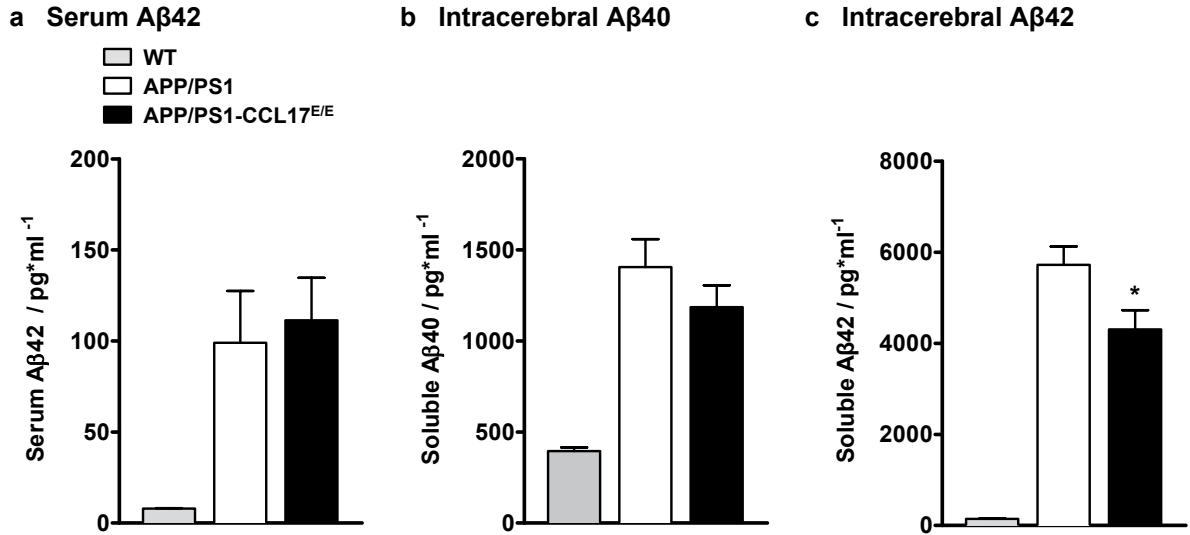 a Serum Aβ42
WT
APP/PS1
APP/PS1-CCL17E/E
Serum Aβ42 / pg*ml-1
200
150
100
50
0
b Intracerebral Aβ40
Soluble Aβ40 / pg*ml-1
2000
1500
1000
500
0
c Intracerebral Aβ42
Soluble Aβ42 / pg*ml-1
8000
6000
4000
2000
0
*